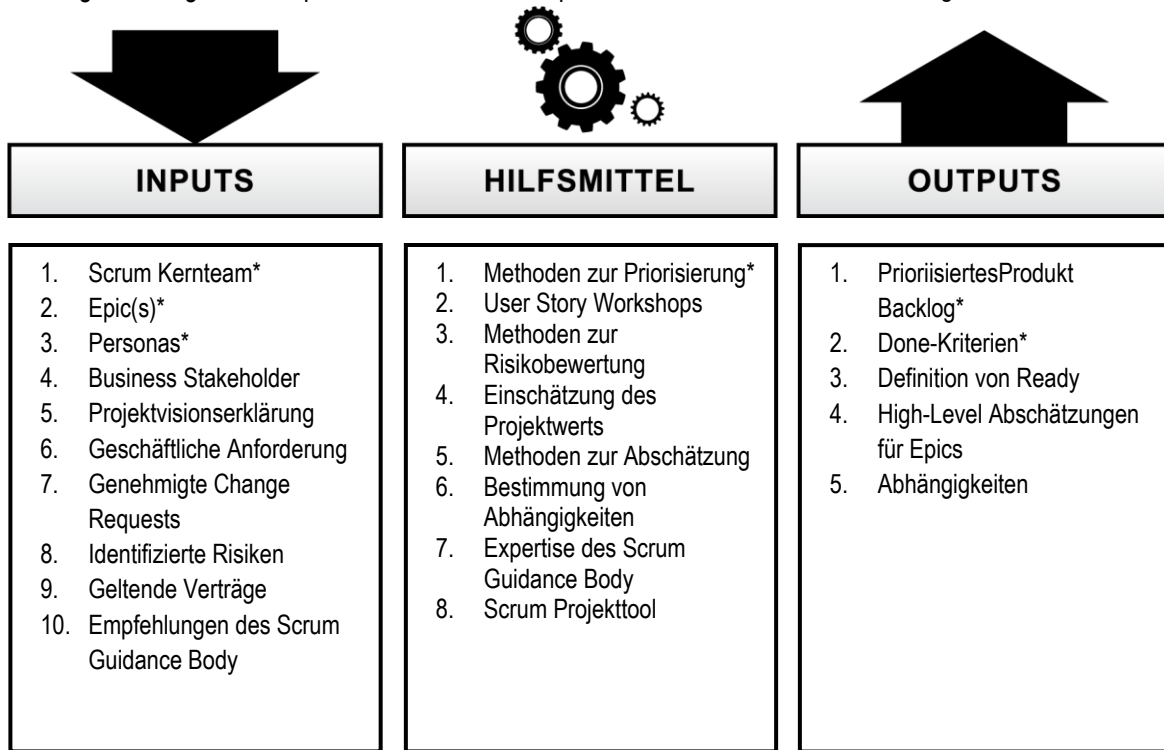 INPUTS
1. Scrum Kernteam*
2. Epic(s)*
3. Personas*
4. Business Stakeholder
5. Projektvisionserklärung
6. Geschäftliche Anforderung
7. Genehmigte Change
Requests
8. Identifizierte Risiken
9. Geltende Verträge
10. Empfehlungen des Scrum
Guidance Body
HILFSMITTEL
1. Methoden zur Priorisierung*
2. User Story Workshops
3. Methoden zur
Risikobewertung
4. Einschätzung des
Projektwerts
5. Methoden zur Abschätzung
6. Bestimmung von
Abhängigkeiten
7. Expertise des Scrum
Guidance Body
8. Scrum Projekttool
OUTPUTS
1. PrioriisiertesProdukt
Backlog*
2. Done-Kriterien*
3. Definition von Ready
4. High-Level Abschätzungen
für Epics
5. Abhängigkeiten